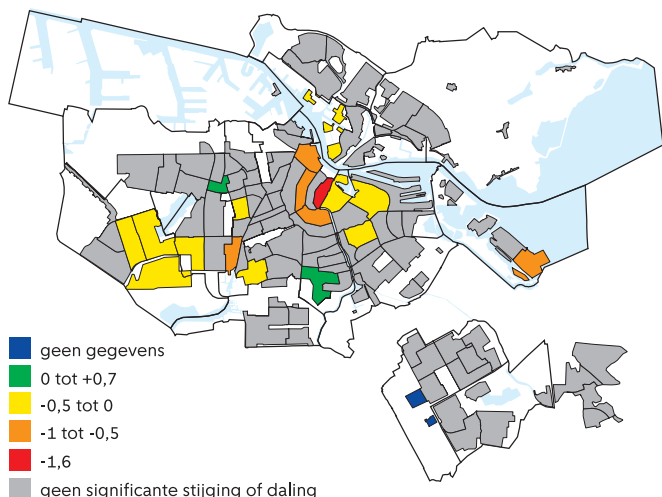 geen gegevens
0 tot +0,7
-0,5 tot 0
-1 tot -0,5
-1,6
geen significante stijging of daling